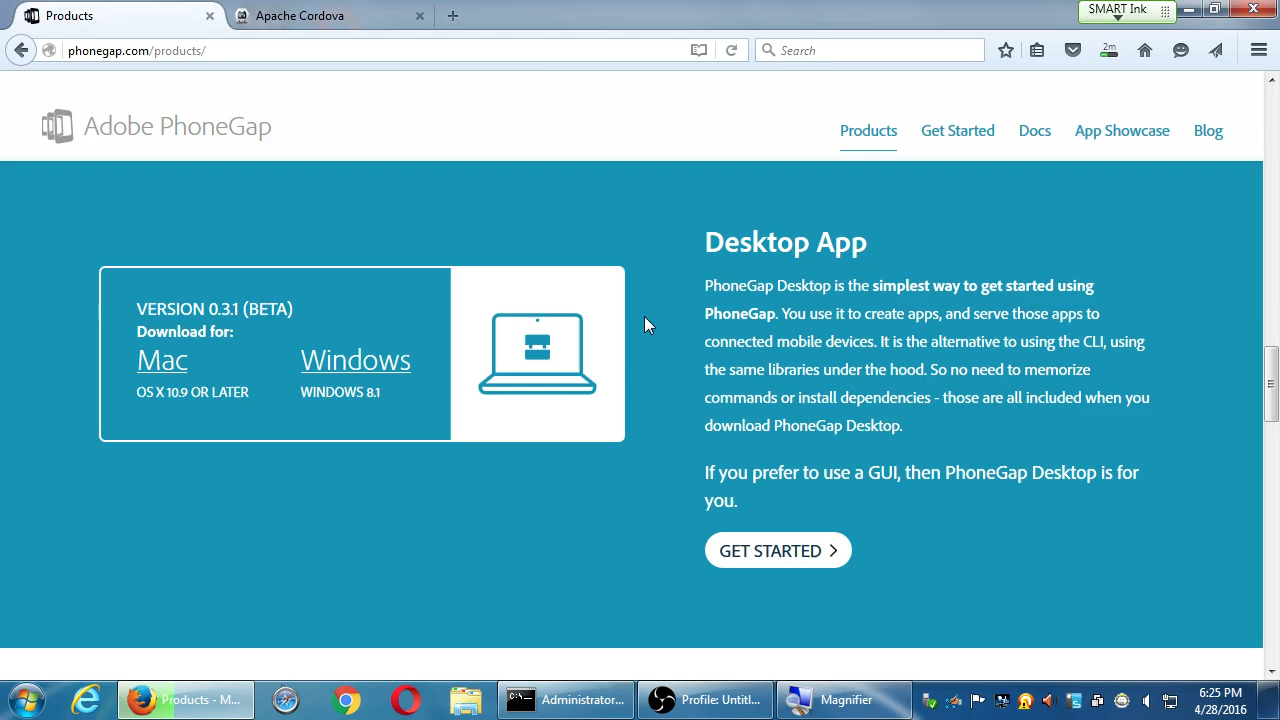 Products
Apache Cordova
SMART Ink
phonegap.com/products/
Search
2m
Adobe PhoneGap
Products
Get Started
Docs
App Showcase
Blog
VERSION 0.3.1 (BETA)
Download for:
Mac
Windows
OS X 10.9 OR LATER
WINDOWS 8.1
Desktop App
PhoneGap Desktop is the simplest way to get started using
PhoneGap. You use it to create apps, and serve those apps to
connected mobile devices. It is the alternative to using the CLI, using
the same libraries under the hood. So no need to memorize
commands or install dependencies - those are all included when you
download PhoneGap Desktop.
If you prefer to use a GUI, then PhoneGap Desktop is for
you.
GET STARTED
Products - M...
Administrator...
Profile: Untitl...
Magnifier
6:25 PM
4/28/2016